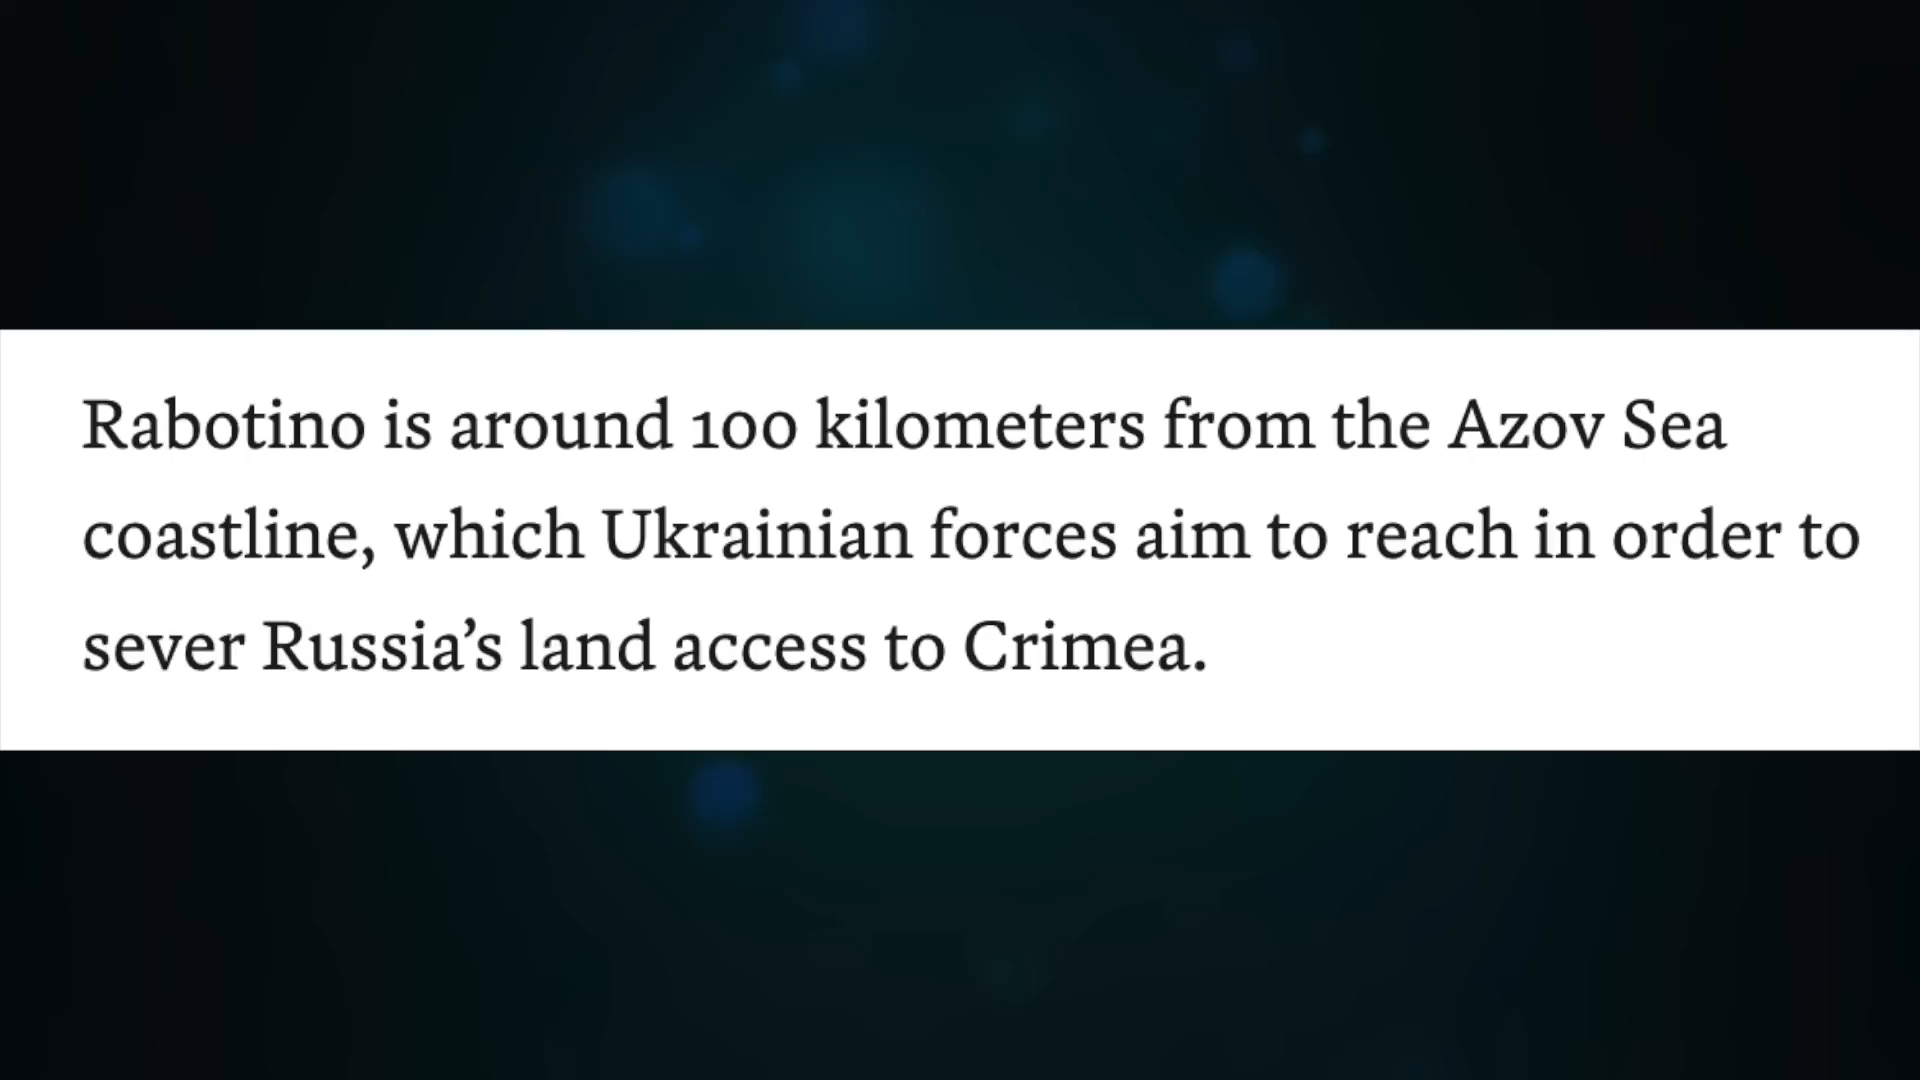 Rabotino is around 100 kilometers from the Azov Sea
coastline, which Ukrainian forces aim to reach in order to
sever Russia’s land access to Crimea.